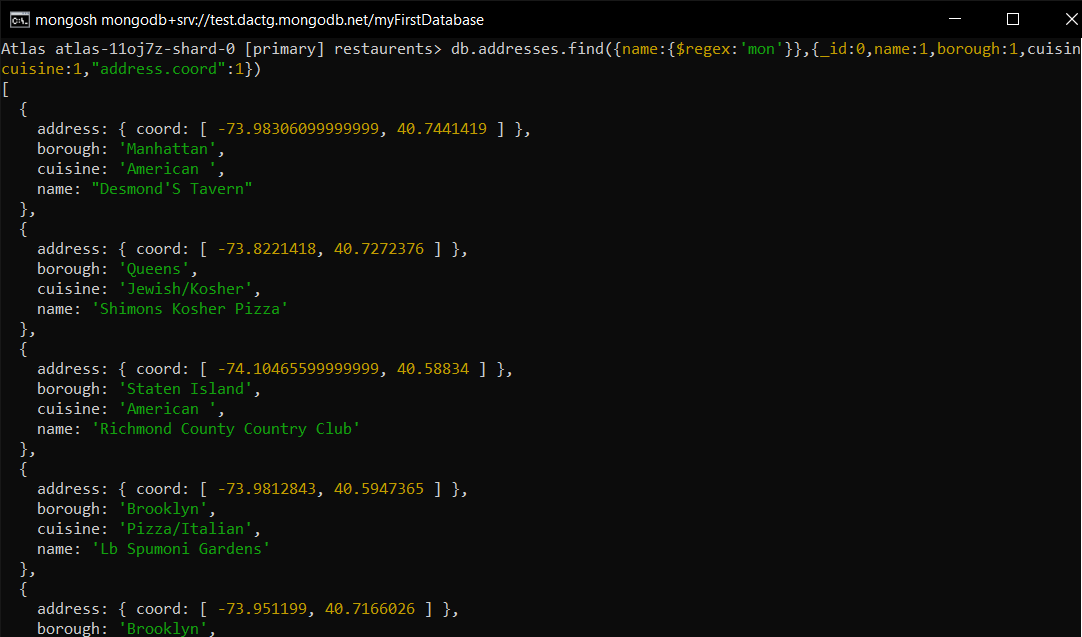 mongosh mongodb+srv://test.dactg.mongodb.net/myFirstDatabase
Atlas atlas-11oj7z-shard-0 [primary] restaurents> db.addresses.find({name:{$regex:'mon'}},{_id:0,name:1,borough:1,cuisin
cuisine:1,"address.coord":1})
[
  {
    address: { coord: [ -73.98306099999999, 40.7441419 ] },
    borough: 'Manhattan',
    cuisine: 'American ',
    name: "Desmond'S Tavern"
  },
  {
    address: { coord: [ -73.8221418, 40.7272376 ] },
    borough: 'Queens',
    cuisine: 'Jewish/Kosher',
    name: 'Shimons Kosher Pizza'
  },
  {
    address: { coord: [ -74.10465599999999, 40.58834 ] },
    borough: 'Staten Island',
    cuisine: 'American ',
    name: 'Richmond County Country Club'
  },
  {
    address: { coord: [ -73.9812843, 40.5947365 ] },
    borough: 'Brooklyn',
    cuisine: 'Pizza/Italian',
    name: 'Lb Spumoni Gardens'
  },
  {
    address: { coord: [ -73.951199, 40.7166026 ] },
    borough: 'Brooklyn',